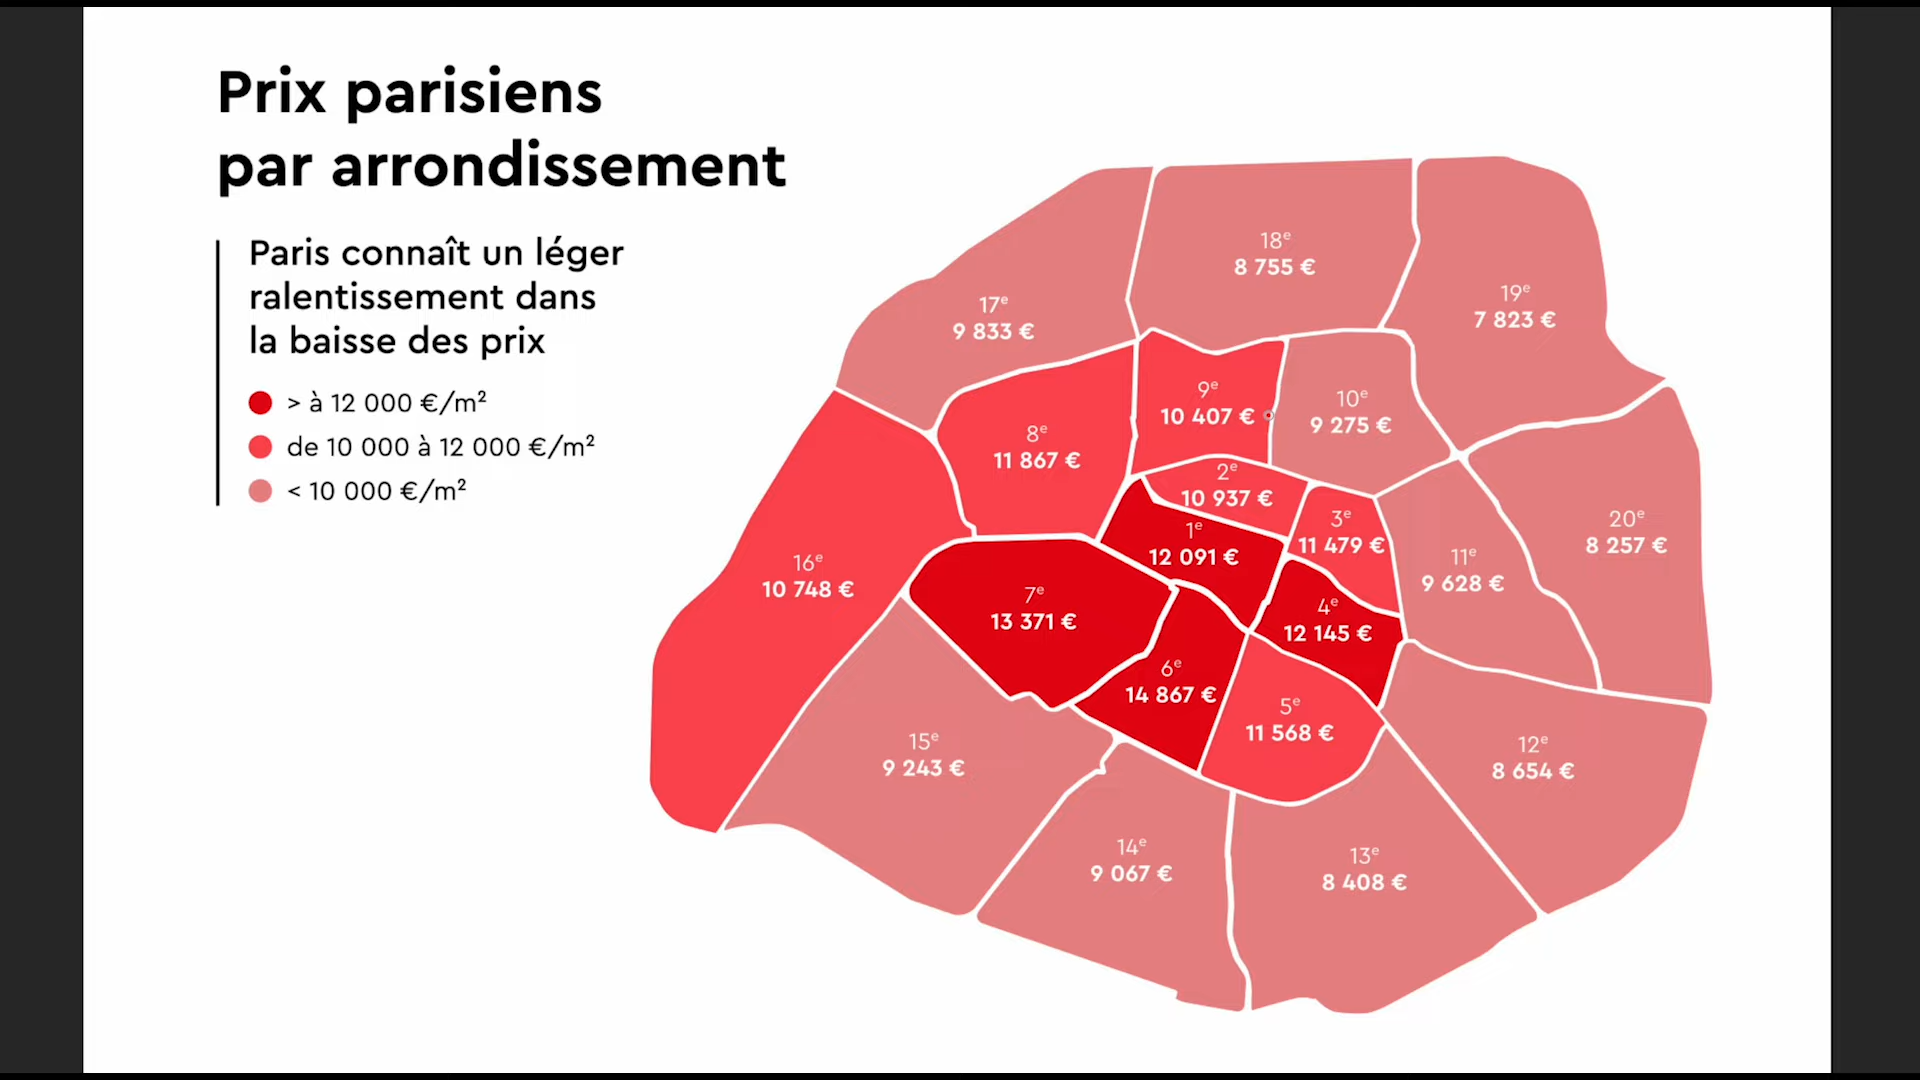 Prix parisiens
par arrondissement
Paris connaît un léger
ralentissement dans
la baisse des prix
> à 12 000 €/m²
de 10 000 à 12 000 €/m²
< 10 000 €/m²
18e
8 755 €
19e
7 823 €
17e
9 833 €
9e
10 407 €
10e
9 275 €
8e
11 867 €
2e
10 937 €
1e
12 091 €
3e
11 479 €
20e
8 257 €
16e
10 748 €
11e
9 628 €
7e
13 371 €
4e
12 145 €
6e
14 867 €
5e
11 568 €
15e
9 243 €
12e
8 654 €
14e
9 067 €
13e
8 408 €